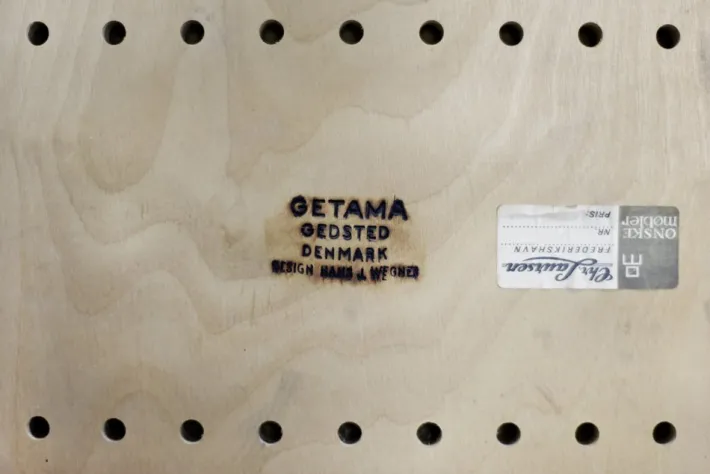 GETAMA
GEDSTED
DENMARK
DESIGN HANS J. WEGNER
ØNSKE
møbler
Chr. Laursen
FREDERIKSHAVN
NR.
PRIS: